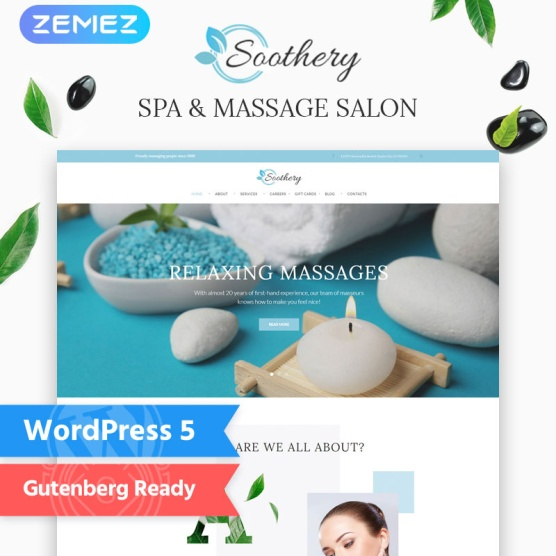 ZEMEZ
Soothery
SPA & MASSAGE SALON
Soothery
HOME ABOUT SERVICES CAREERS GIFT CARDS BLOG CONTACTS
RELAXING MASSAGES
With almost 20 years of first-hand experience, our team of masseurs
knows how to make you feel nice!
READ MORE
WordPress 5
ARE WE ALL ABOUT?
Gutenberg Ready